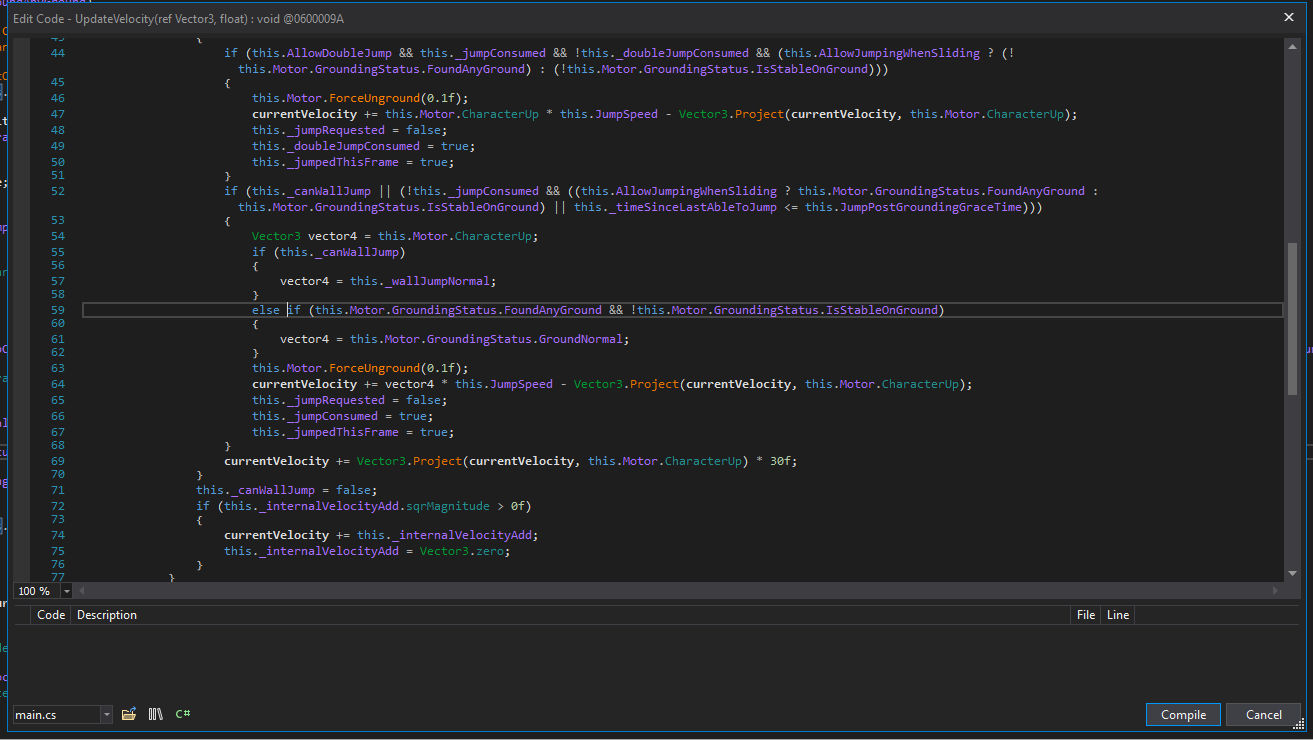 Edit Code - UpdateVelocity(ref Vector3, float) : void @0600009A
43 {
44 if (this.AllowDoubleJump && this._jumpConsumed && !this._doubleJumpConsumed && (this.AllowJumpingWhenSliding ? (!
this.Motor.GroundingStatus.FoundAnyGround) : (!this.Motor.GroundingStatus.IsStableOnGround)))
45 {
46 this.Motor.ForceUnground(0.1f);
47 currentVelocity += this.Motor.CharacterUp * this.JumpSpeed - Vector3.Project(currentVelocity, this.Motor.CharacterUp);
48 this._jumpRequested = false;
49 this._doubleJumpConsumed = true;
50 this._jumpedThisFrame = true;
51 }
52 if (this._canWallJump || (!this._jumpConsumed && ((this.AllowJumpingWhenSliding ? this.Motor.GroundingStatus.FoundAnyGround :
this.Motor.GroundingStatus.IsStableOnGround) || this._timeSinceLastAbleToJump <= this.JumpPostGroundingGraceTime)))
53 {
54 Vector3 vector4 = this.Motor.CharacterUp;
55 if (this._canWallJump)
56 {
57 vector4 = this._wallJumpNormal;
58 }
59 else if (this.Motor.GroundingStatus.FoundAnyGround && !this.Motor.GroundingStatus.IsStableOnGround)
60 {
61 vector4 = this.Motor.GroundingStatus.GroundNormal;
62 }
63 this.Motor.ForceUnground(0.1f);
64 currentVelocity += vector4 * this.JumpSpeed - Vector3.Project(currentVelocity, this.Motor.CharacterUp);
65 this._jumpRequested = false;
66 this._jumpConsumed = true;
67 this._jumpedThisFrame = true;
68 }
69 currentVelocity += Vector3.Project(currentVelocity, this.Motor.CharacterUp) * 30f;
70 }
71 this._canWallJump = false;
72 if (this._internalVelocityAdd.sqrMagnitude > 0f)
73 {
74 currentVelocity += this._internalVelocityAdd;
75 this._internalVelocityAdd = Vector3.zero;
76 }
77 }
100 %
Code Description File Line
main.cs C#
Compile Cancel